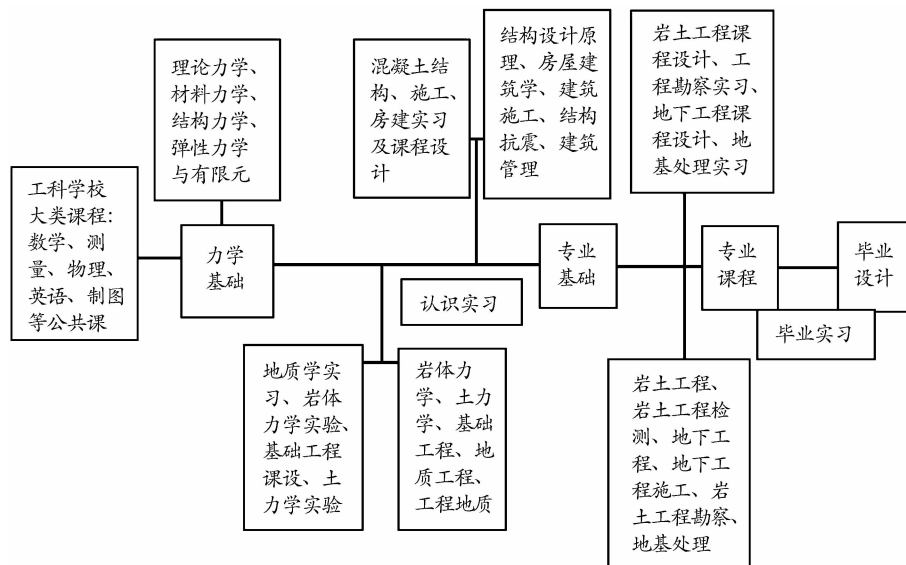 理论力学、
材料力学、
结构力学、
弹性力学
与有限元
混凝土结
构、施工、
房建实习
及课程设
计
结构设计原
理、房屋建
筑学、建筑
施工、结构
抗震、建筑
管理
岩土工程课
程设计、工
程勘察实习、
地下工程课
程设计、地
基处理实习
工科学校
大类课程:
数学、测
量、物理、
英语、制图
等公共课
力学
基础
专业
基础
专业
课程
毕业
设计
认识实习
毕业实习
地质学实
习、岩体
力学实验、
基础工程
课设、土
力学实验
岩体力
学、土力
学、基础
工程、地
质工程、
工程地质
岩土工程、
岩土工程检
测、地下工
程、地下工
程施工、岩
土工程勘察、
地基处理